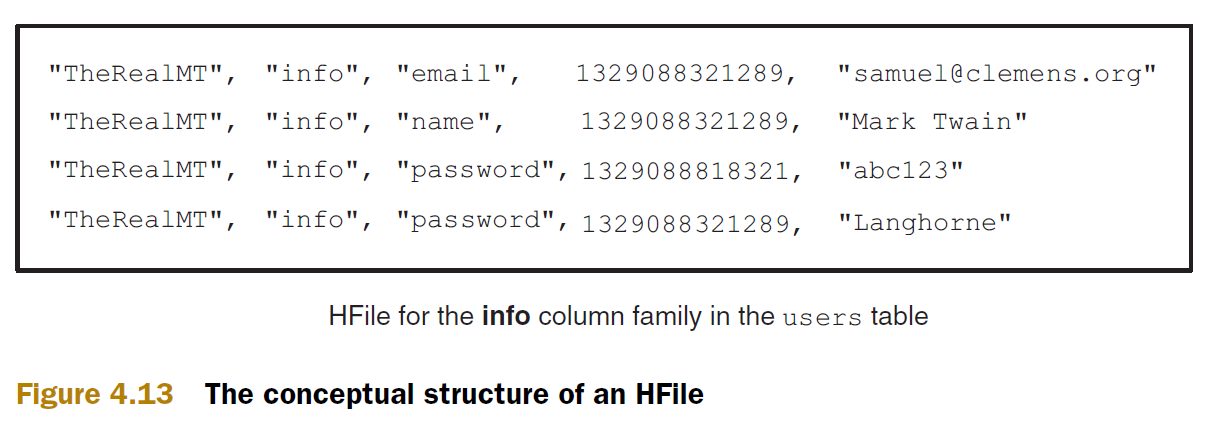 "TheRealMT", "info", "email", 1329088321289, "samuel@clemens.org"
"TheRealMT", "info", "name", 1329088321289, "Mark Twain"
"TheRealMT", "info", "password", 1329088818321, "abc123"
"TheRealMT", "info", "password", 1329088321289, "Langhorne"
HFile for the info column family in the users table
Figure 4.13 The conceptual structure of an HFile